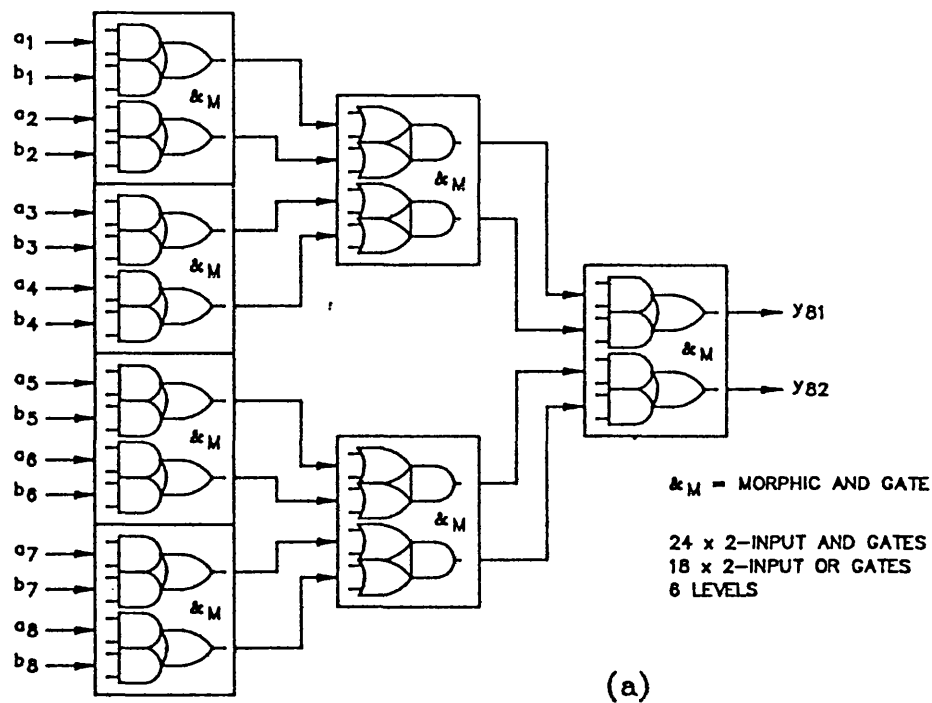 a1
b1
&M
a2
b2
&M
a3
b3
&M
a4
b4
&M
y81
&M
y82
a5
b5
&M
a6
b6
&M
a7
b7
&M
a8
b8
&M = MORPHIC AND GATE
24 x 2-INPUT AND GATES
18 x 2-INPUT OR GATES
6 LEVELS
(a)